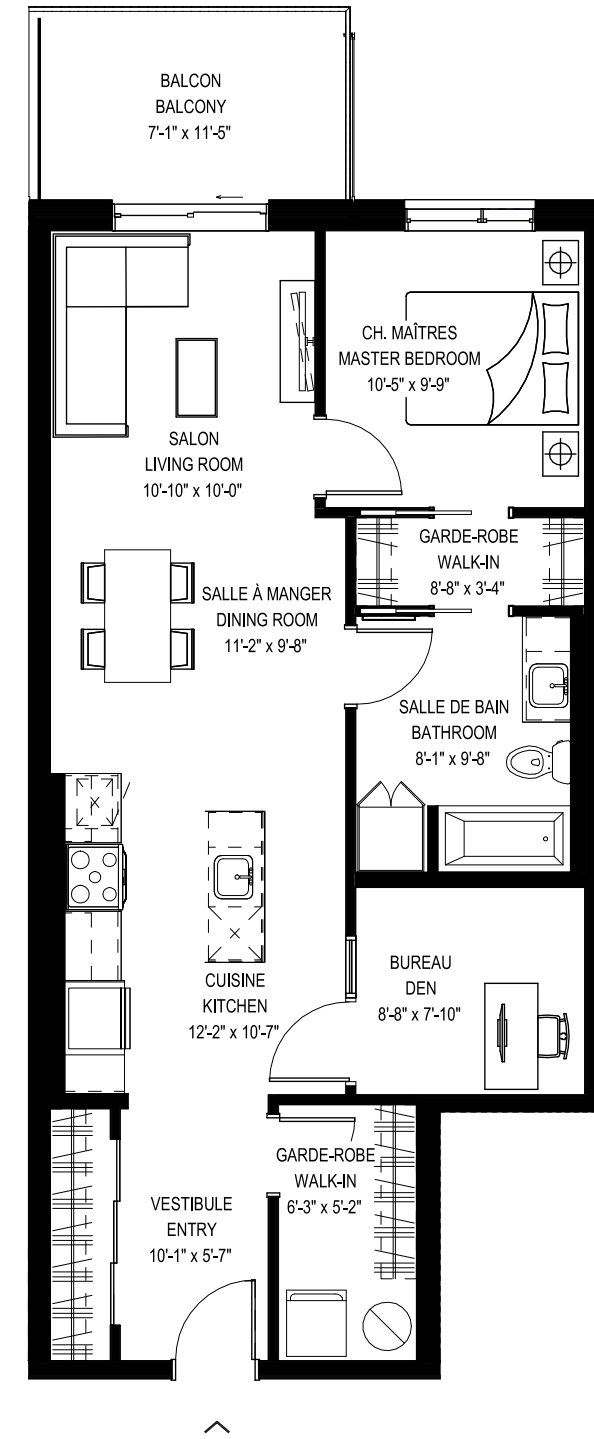 BALCON
BALCONY
7'-1" x 11'-5"
CH. MAÎTRES
MASTER BEDROOM
10'-5" x 9'-9"
SALON
LIVING ROOM
10'-10" x 10'-0"
GARDE-ROBE
WALK-IN
8'-8" x 3'-4"
SALLE À MANGER
DINING ROOM
11'-2" x 9'-8"
SALLE DE BAIN
BATHROOM
8'-1" x 9'-8"
BUREAU
DEN
8'-8" x 7'-10"
CUISINE
KITCHEN
12'-2" x 10'-7"
GARDE-ROBE
WALK-IN
6'-3" x 5'-2"
VESTIBULE
ENTRY
10'-1" x 5'-7"